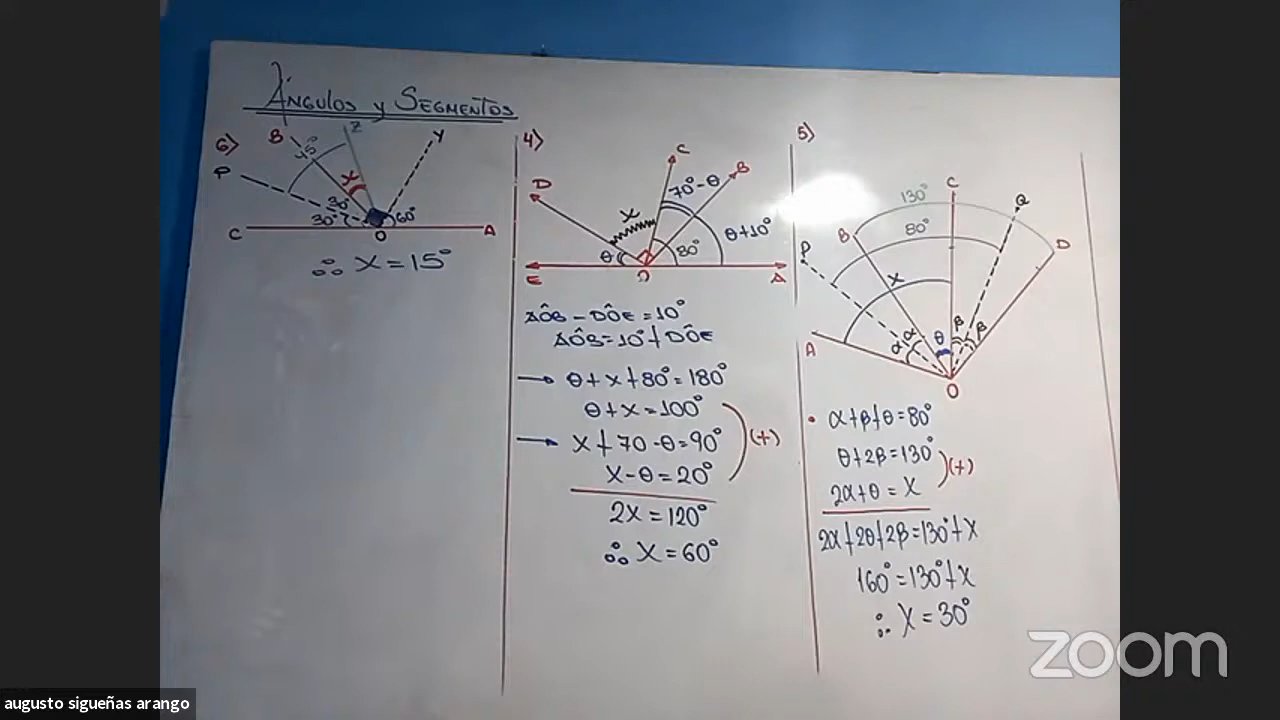 ÁNGULOS Y SEGMENTOS
6)
B
Z
Y
P
45°
X
30°
30°
60°
C
O
A
∴ X = 15°
4)
C
B
D
70° - θ
X
θ + 10°
80°
θ
E
O
A
AÔB - DÔE = 10°
AÔB = 10° + DÔE
→ θ + X + 80° = 180°
θ + X = 100°
→ X + 70 - θ = 90°
(+)
X - θ = 20°
2X = 120°
∴ X = 60°
5)
C
130°
Q
B
80°
D
P
X
A
α
α
θ
β
β
O
• α + β + θ = 80°
θ + 2β = 130°
(+)
2α + θ = X
2α + 2θ + 2β = 130° + X
160° = 130° + X
∴ X = 30°
zoom
augusto sigueñas arango